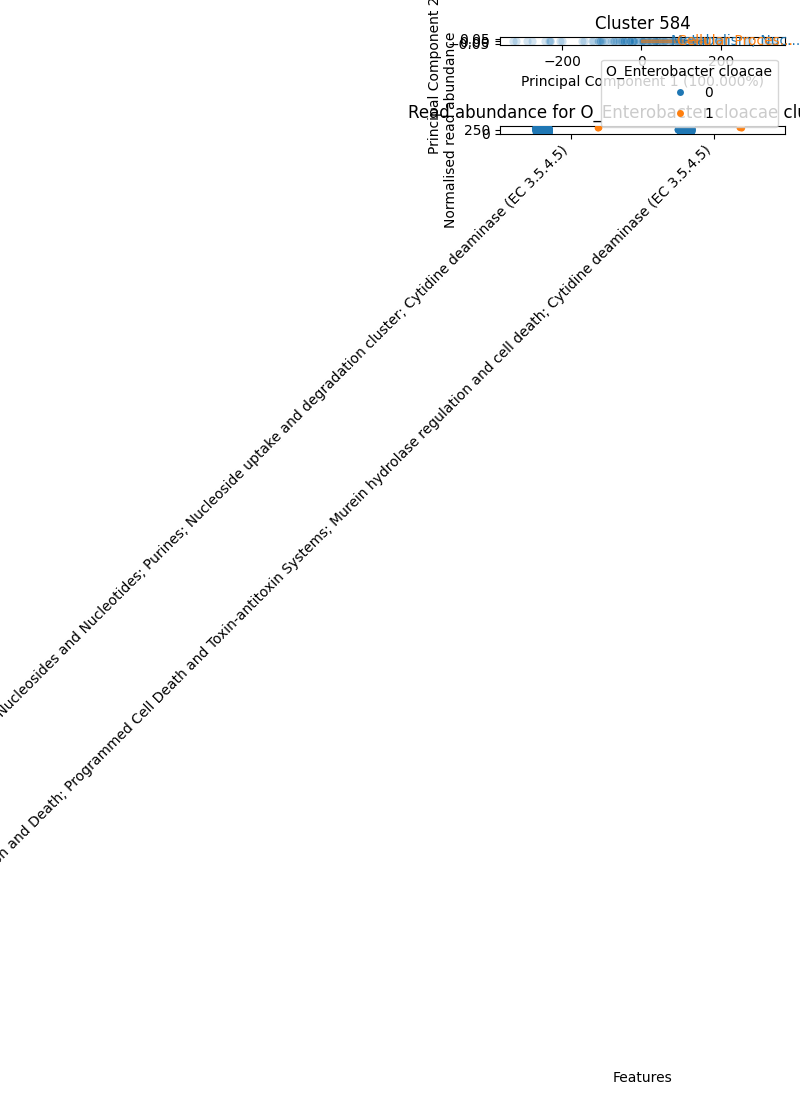 Cluster 584
Principal Component 2
0.05
−0.05
−200
0
200
Principal Component 1 (100.000%)
O_Enterobacter cloacae
0
1
Read abundance for O_Enterobacter cloacae clu
Normalised read abundance
250
0
Nucleosides and Nucleotides; Purines; Nucleoside uptake and degradation cluster; Cytidine deaminase (EC 3.5.4.5)
and Death; Programmed Cell Death and Toxin-antitoxin Systems; Murein hydrolase regulation and cell death; Cytidine deaminase (EC 3.5.4.5)
Features